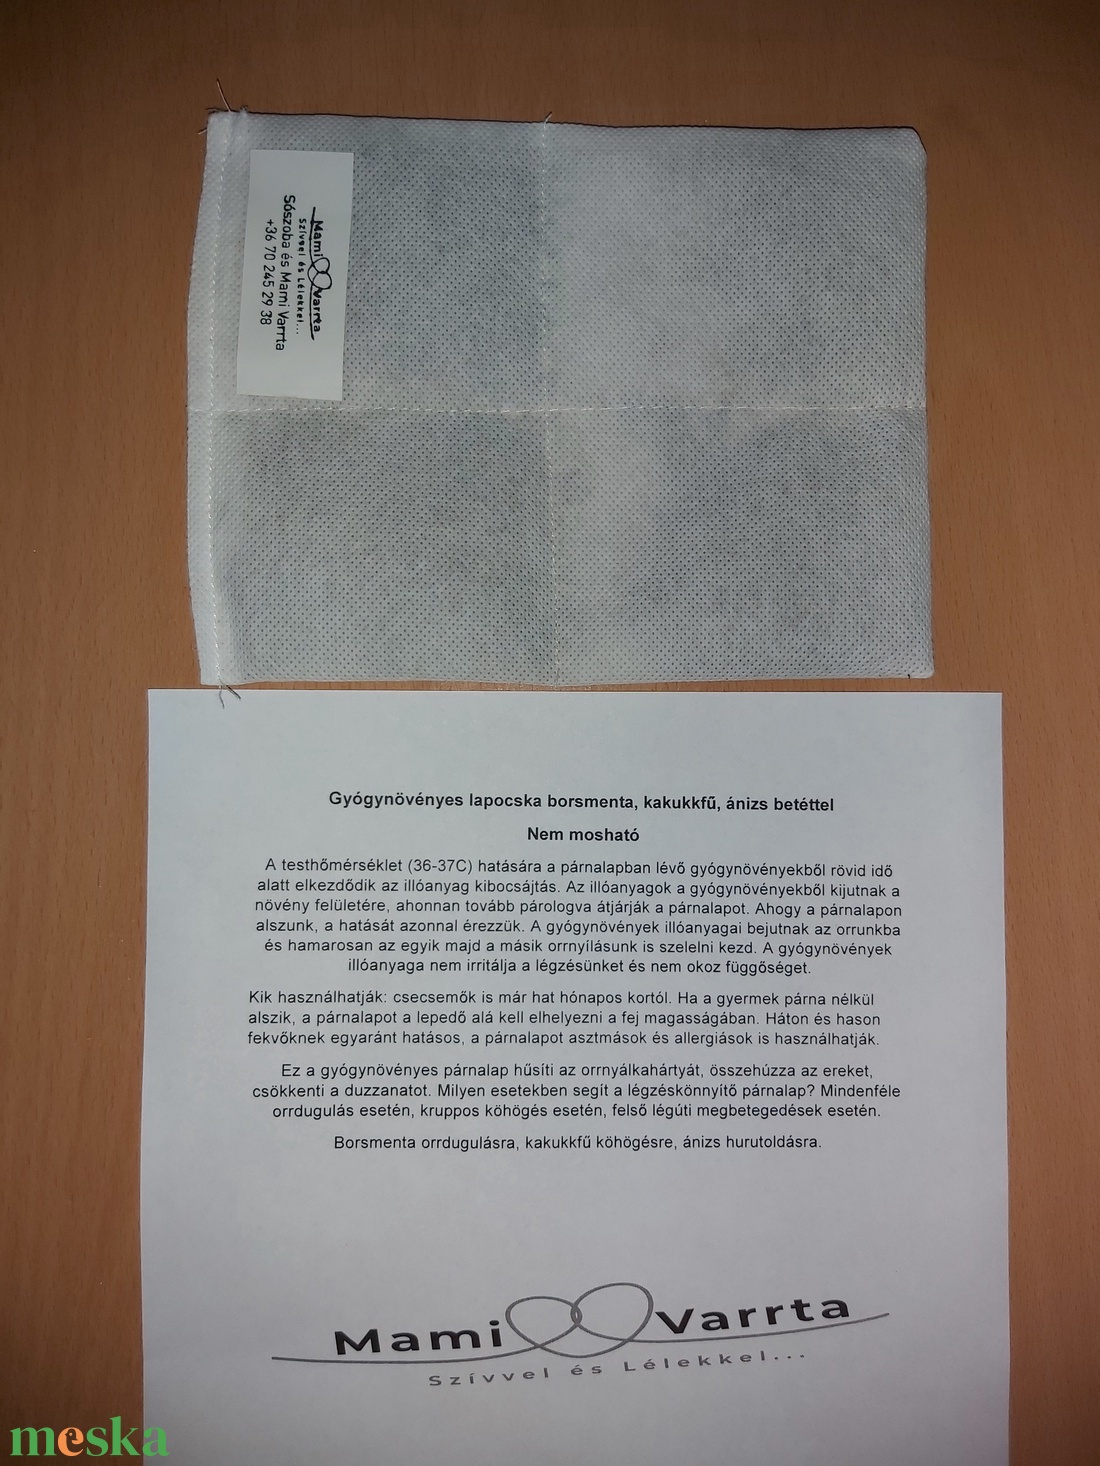 Mami Varrta
Szívvel és Lélekkel...
Sószoba és Mami Varrta
+36 70 245 29 38
Gyógynövényes lapocska borsmenta, kakukkfű, ánizs betéttel
Nem mosható
A testhőmérséklet (36-37C) hatására a párnalapban lévő gyógynövényekből rövid idő
alatt elkezdődik az illóanyag kibocsájtás. Az illóanyagok a gyógynövényekből kijutnak a
növény felületére, ahonnan tovább párologva átjárják a párnalapot. Ahogy a párnalapon
alszunk, a hatását azonnal érezzük. A gyógynövények illóanyagai bejutnak az orrunkba
és hamarosan az egyik majd a másik orrnyílásunk is szelelni kezd. A gyógynövények
illóanyaga nem irritálja a légzésünket és nem okoz függőséget.
Kik használhatják: csecsemők is már hat hónapos kortól. Ha a gyermek párna nélkül
alszik, a párnalapot a lepedő alá kell elhelyezni a fej magasságában. Háton és hason
fekvőknek egyaránt hatásos, a párnalapot asztmások és allergiások is használhatják.
Ez a gyógynövényes párnalap hűsíti az orrnyálkahártyát, összehúzza az ereket,
csökkenti a duzzanatot. Milyen esetekben segít a légzéskönnyítő párnalap? Mindenféle
orrdugulás esetén, kruppos köhögés esetén, felső légúti megbetegedések esetén.
Borsmenta orrdugulásra, kakukkfű köhögésre, ánizs hurutoldásra.
Mami Varrta
Szívvel és Lélekkel...
meska